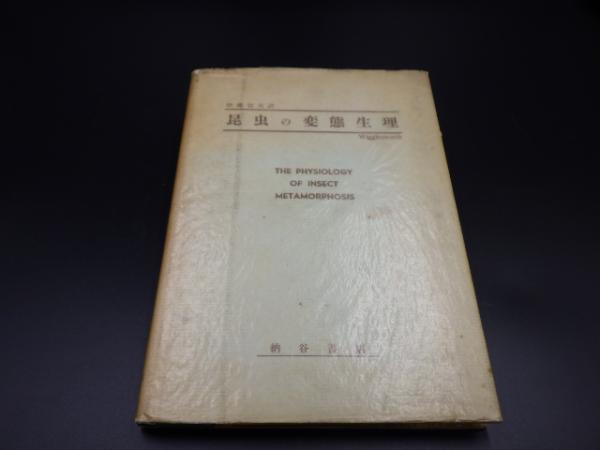 昆虫の変態生理
Wigglesworth
THE PHYSIOLOGY
OF INSECT
METAMORPHOSIS
納谷書店